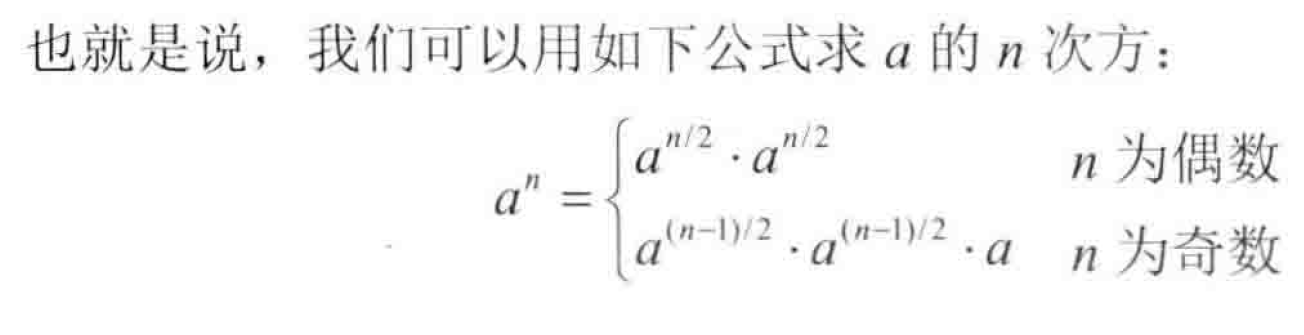 也就是说，我们可以用如下公式求 a 的 n 次方：
a^{n/2} · a^{n/2} n 为偶数
a^n = {
a^{(n-1)/2} · a^{(n-1)/2} · a n 为奇数